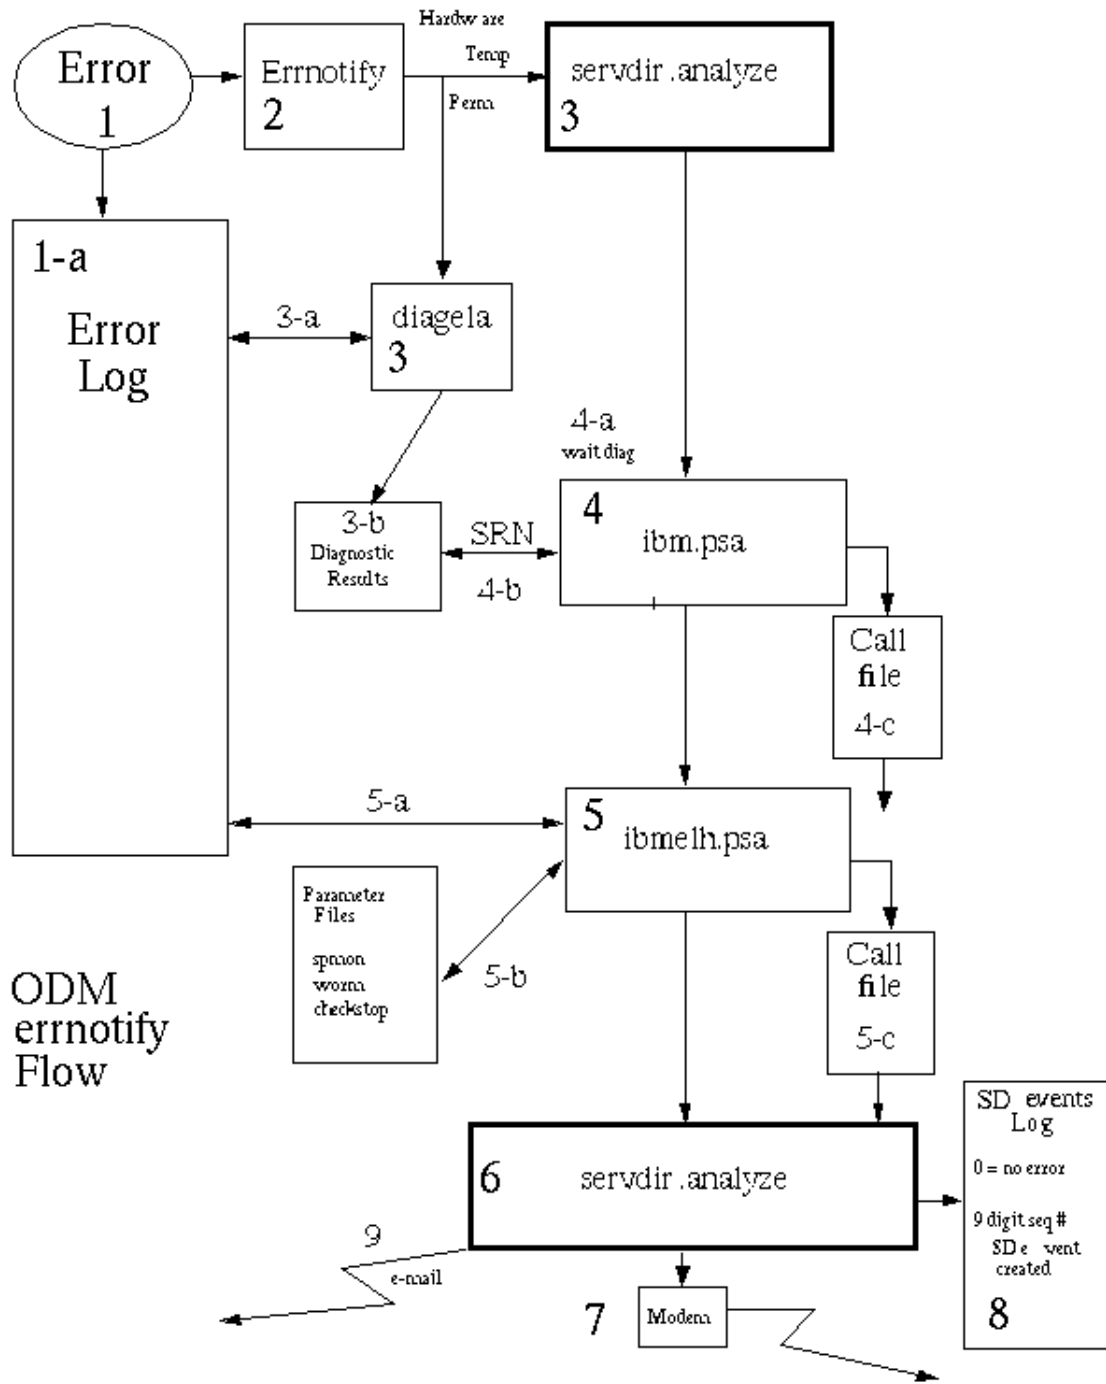 Hardware
Error
1
Errnotify
2
Temp
Perm
servdir.analyze
3
1-a
Error
Log
3-a
diagela
3
4-a
wait diag
3-b
Diagnostic
Results
SRN
4-b
4
ibm.psa
Call
file
4-c
5-a
5
ibmelh.psa
Parameter
Files
spmon
worm
checkstop
5-b
Call
file
5-c
ODM
errnotify
Flow
6
servdir.analyze
SD events
Log
0 = no error
9 digit seq #
SD e vent
created
8
9
e-mail
7
Modem